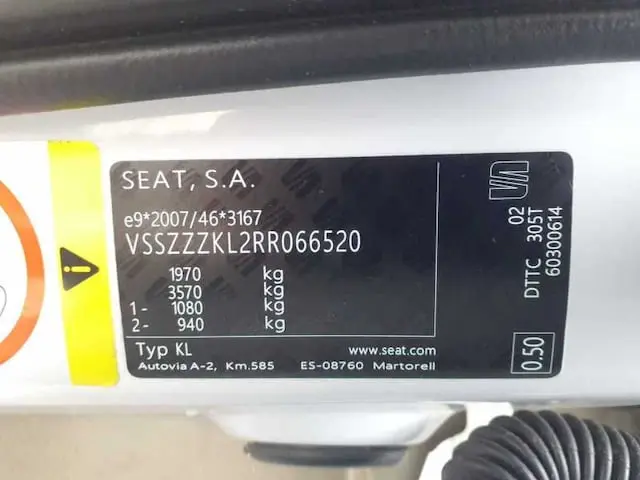 SEAT, S.A.
e9*2007/46*3167
VSSZZZKL2RR066520
1970 kg
3570 kg
1- 1080 kg
2- 940 kg
Typ KL www.seat.com
Autovia A-2, Km.585 ES-08760 Martorell
02
DTTC 305T
60300614
0.50